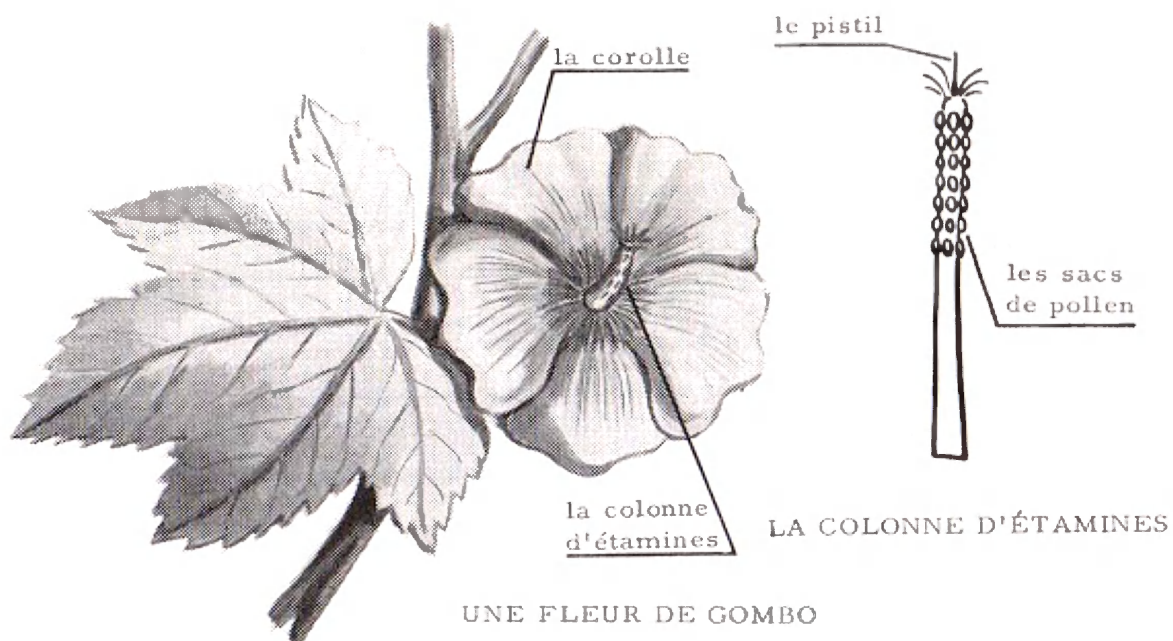 le pistil
la corolle
les sacs
de pollen
la colonne
d'étamines
LA COLONNE D'ÉTAMINES
UNE FLEUR DE GOMBO